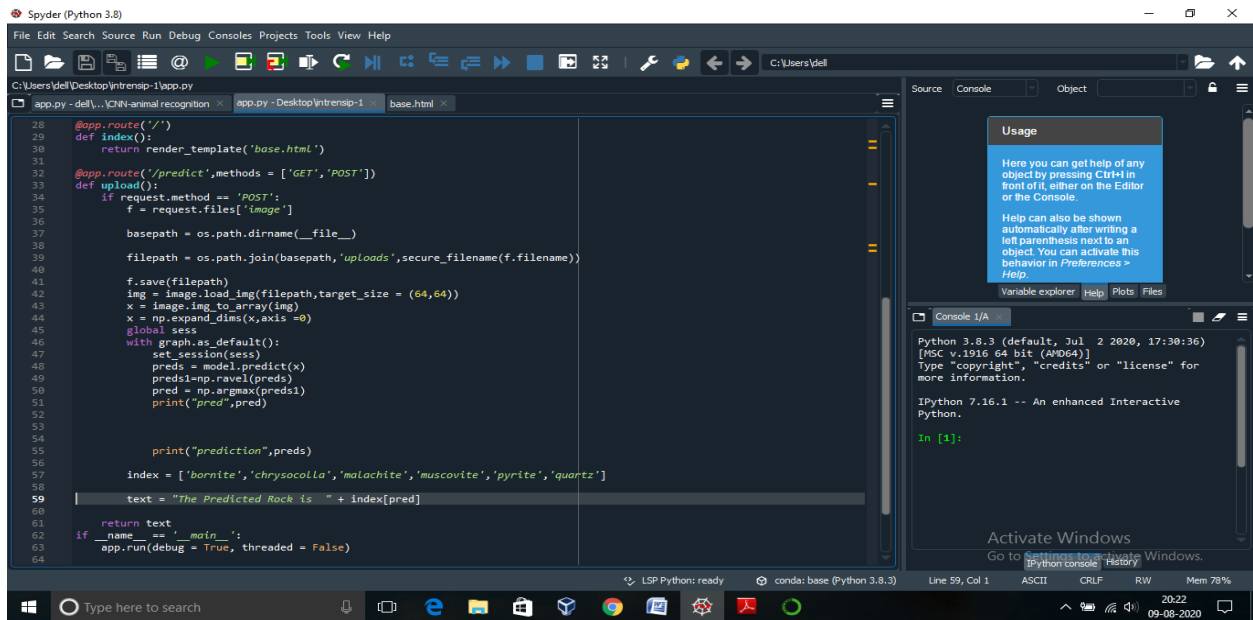 Spyder (Python 3.8)
File Edit Search Source Run Debug Consoles Projects Tools View Help
C:\Users\dell
C:\Users\dell\Desktop\intrensip-1\app.py
app.py - dell\...\CNN-animal recognition
app.py - Desktop\intrensip-1
base.html
28 @app.route('/')
29 def index():
30 return render_template('base.html')
31
32 @app.route('/predict',methods = ['GET','POST'])
33 def upload():
34 if request.method == 'POST':
35 f = request.files['image']
36
37 basepath = os.path.dirname(__file__)
38
39 filepath = os.path.join(basepath,'uploads',secure_filename(f.filename))
40
41 f.save(filepath)
42 img = image.load_img(filepath,target_size = (64,64))
43 x = image.img_to_array(img)
44 x = np.expand_dims(x,axis =0)
45 global sess
46 with graph.as_default():
47 set_session(sess)
48 preds = model.predict(x)
49 preds1=np.ravel(preds)
50 pred = np.argmax(preds1)
51 print("pred",pred)
52
53
54
55 print("prediction",preds)
56
57 index = ['bornite','chrysocolla','malachite','muscovite','pyrite','quartz']
58
59 text = "The Predicted Rock is  " + index[pred]
60
61 return text
62 if __name__ == '__main__':
63 app.run(debug = True, threaded = False)
64
Source Console Object
Usage
Here you can get help of any
object by pressing Ctrl+I in
front of it, either on the Editor
or the Console.
Help can also be shown
automatically after writing a
left parenthesis next to an
object. You can activate this
behavior in Preferences >
Help.
Variable explorer Help Plots Files
Console 1/A
Python 3.8.3 (default, Jul  2 2020, 17:30:36)
[MSC v.1916 64 bit (AMD64)]
Type "copyright", "credits" or "license" for
more information.
IPython 7.16.1 -- An enhanced Interactive
Python.
In [1]:
Activate Windows
Go to Settings to activate Windows.
IPython console History
LSP Python: ready conda: base (Python 3.8.3) Line 59, Col 1 ASCII CRLF RW Mem 78%
Type here to search
20:22
09-08-2020